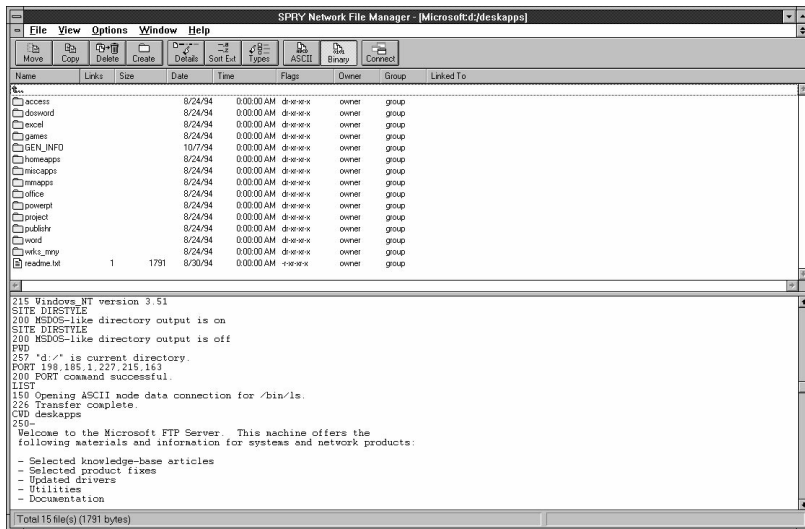 SPRY Network File Manager - [Microsoft:d:/deskapps]
File View Options Window Help
Move Copy Delete Create Details Sort Ext Types ASCII Binary Connect
Name Links Size Date Time Flags Owner Group Linked To
..
access 8/24/94 0:00:00 AM dr-xr-xr-x owner group
dosword 8/24/94 0:00:00 AM dr-xr-xr-x owner group
excel 8/24/94 0:00:00 AM dr-xr-xr-x owner group
games 8/24/94 0:00:00 AM dr-xr-xr-x owner group
GEN_INFO 10/7/94 0:00:00 AM dr-xr-xr-x owner group
homeapps 8/24/94 0:00:00 AM dr-xr-xr-x owner group
miscapps 8/24/94 0:00:00 AM dr-xr-xr-x owner group
mmapps 8/24/94 0:00:00 AM dr-xr-xr-x owner group
office 8/24/94 0:00:00 AM dr-xr-xr-x owner group
powerpt 8/24/94 0:00:00 AM dr-xr-xr-x owner group
project 8/24/94 0:00:00 AM dr-xr-xr-x owner group
publishr 8/24/94 0:00:00 AM dr-xr-xr-x owner group
word 8/24/94 0:00:00 AM dr-xr-xr-x owner group
wrks_mny 8/24/94 0:00:00 AM dr-xr-xr-x owner group
readme.txt 1 1791 8/30/94 0:00:00 AM -r-xr-xr-x owner group
215 Windows_NT version 3.51
SITE DIRSTYLE
200 MSDOS-like directory output is on
SITE DIRSTYLE
200 MSDOS-like directory output is off
PWD
257 "d:/" is current directory.
PORT 198,185,1,227,215,163
200 PORT command successful.
LIST
150 Opening ASCII mode data connection for /bin/ls.
226 Transfer complete.
CWD deskapps
250-
Welcome to the Microsoft FTP Server. This machine offers the
following materials and information for systems and network products:
- Selected knowledge-base articles
- Selected product fixes
- Updated drivers
- Utilities
- Documentation
Total 15 file(s) (1791 bytes)